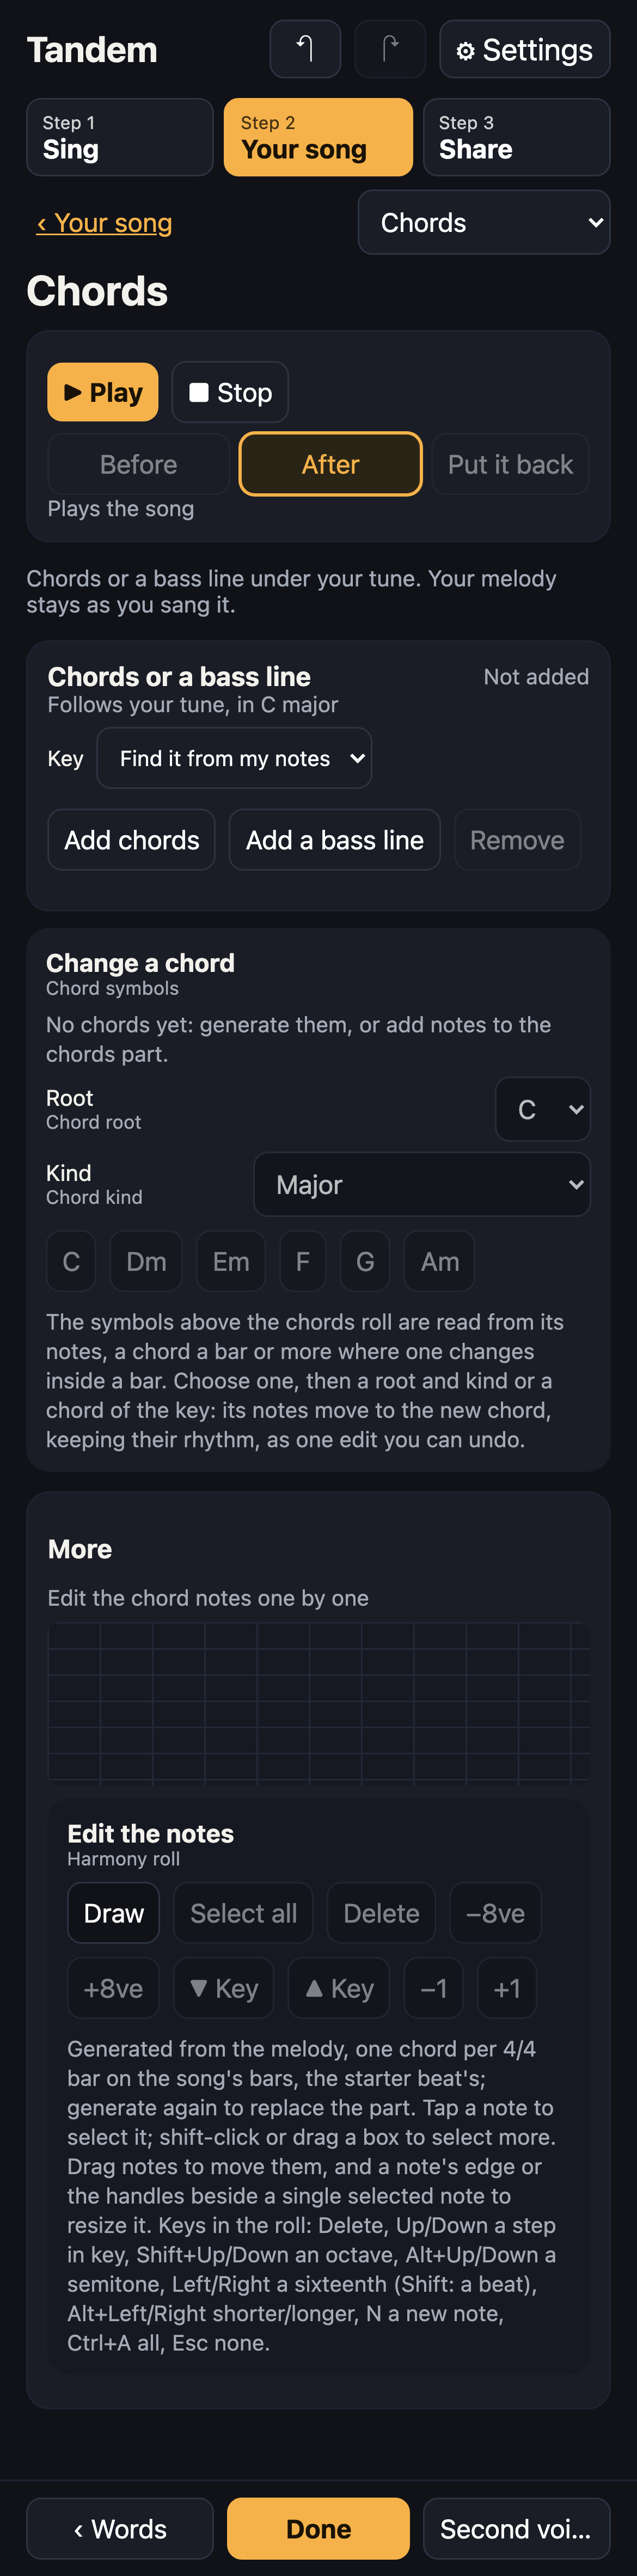 Tandem
⚙ Settings
Step 1
Sing
Step 2
Your song
Step 3
Share
‹ Your song
Chords
Chords
▶ Play
Stop
Before
After
Put it back
Plays the song
Chords or a bass line under your tune. Your melody
stays as you sang it.
Chords or a bass line
Not added
Follows your tune, in C major
Key
Find it from my notes
Add chords
Add a bass line
Remove
Change a chord
Chord symbols
No chords yet: generate them, or add notes to the
chords part.
Root
Chord root
C
Kind
Chord kind
Major
C
Dm
Em
F
G
Am
The symbols above the chords roll are read from its
notes, a chord a bar or more where one changes
inside a bar. Choose one, then a root and kind or a
chord of the key: its notes move to the new chord,
keeping their rhythm, as one edit you can undo.
More
Edit the chord notes one by one
Edit the notes
Harmony roll
Draw
Select all
Delete
−8ve
+8ve
▼ Key
▲ Key
−1
+1
Generated from the melody, one chord per 4/4
bar on the song's bars, the starter beat's;
generate again to replace the part. Tap a note to
select it; shift-click or drag a box to select more.
Drag notes to move them, and a note's edge or
the handles beside a single selected note to
resize it. Keys in the roll: Delete, Up/Down a step
in key, Shift+Up/Down an octave, Alt+Up/Down a
semitone, Left/Right a sixteenth (Shift: a beat),
Alt+Left/Right shorter/longer, N a new note,
Ctrl+A all, Esc none.
‹ Words
Done
Second voi...